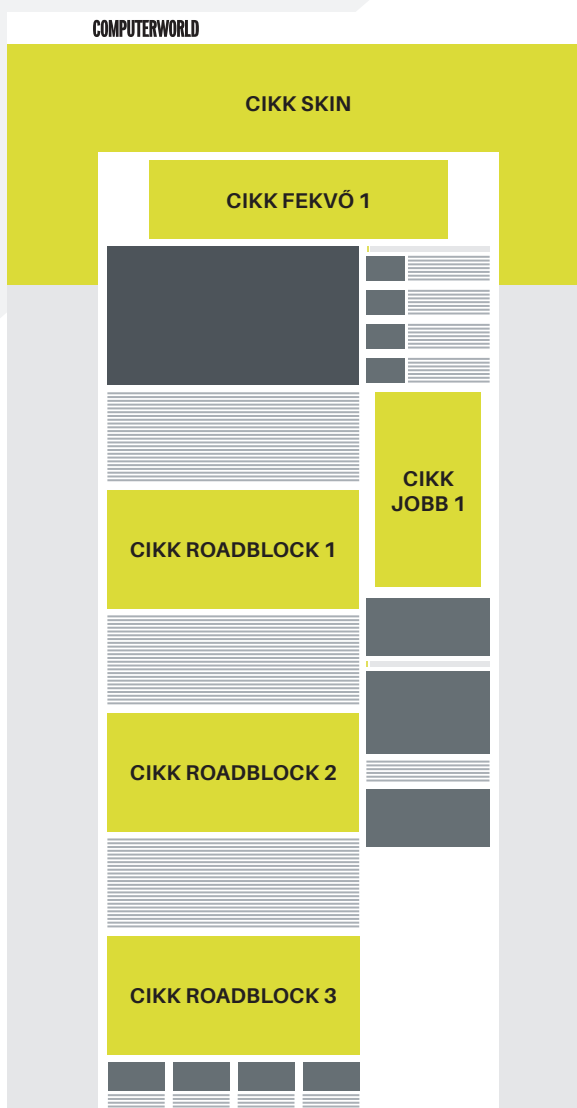 COMPUTERWORLD
CIKK SKIN
CIKK FEKVŐ 1
CIKK
JOBB 1
CIKK ROADBLOCK 1
CIKK ROADBLOCK 2
CIKK ROADBLOCK 3